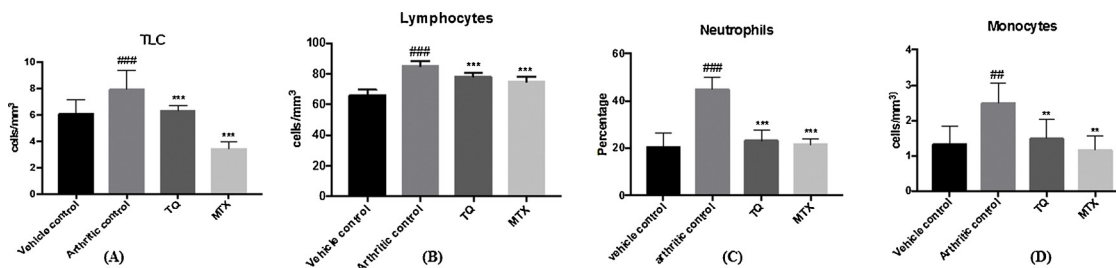 TLC
cells/mm³
10
8
6
4
2
0
###
***
***
Vehicle control
Arthritic control
TQ
MTX
(A)
Lymphocytes
cells/mm³
100
80
60
40
20
0
###
***
***
Vehicle control
Arthritic control
TQ
MTX
(B)
Neutrophils
Percentage
60
40
20
0
###
***
***
vehicle control
arthritic control
TQ
MTX
(C)
Monocytes
cells/mm³)
4
3
2
1
0
##
**
**
Vehicle control
Arthritic control
TQ
MTX
(D)